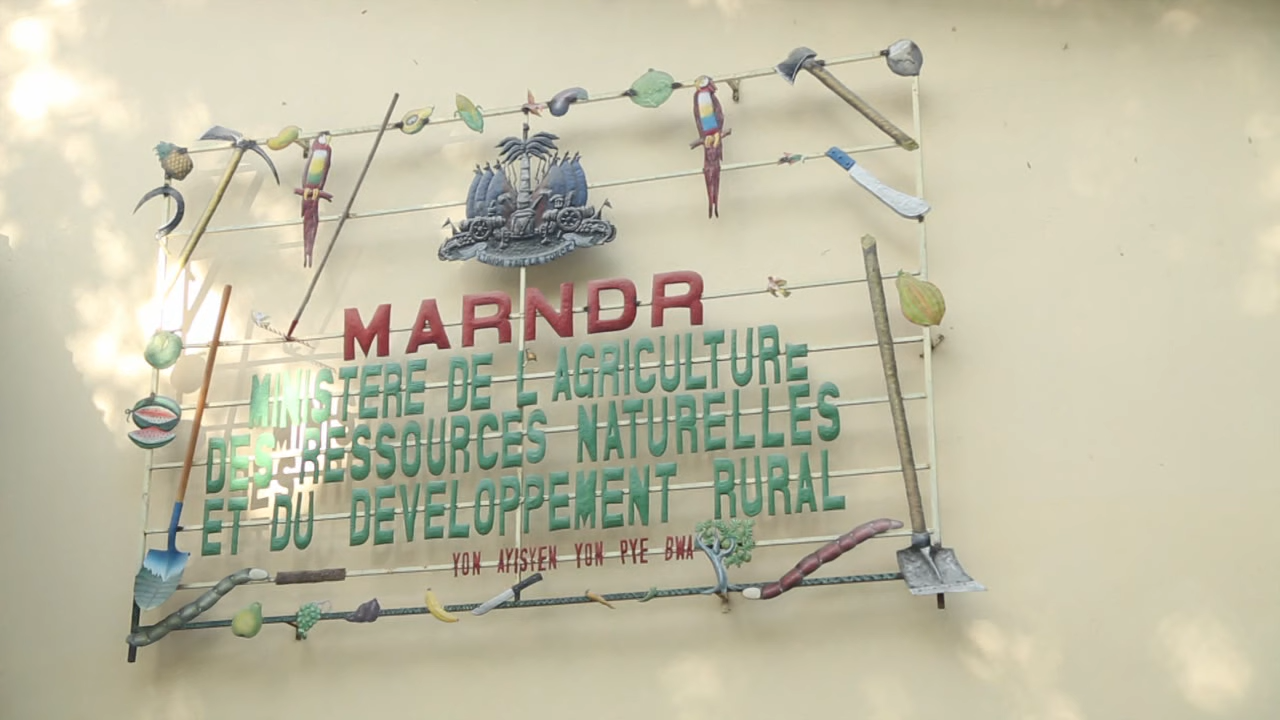 MARNDR
MINISTERE DE L AGRICULTURE
DES RESSOURCES NATURELLES
ET DU DEVELOPPEMENT RURAL
YON AYISYEN YON PYE BWA